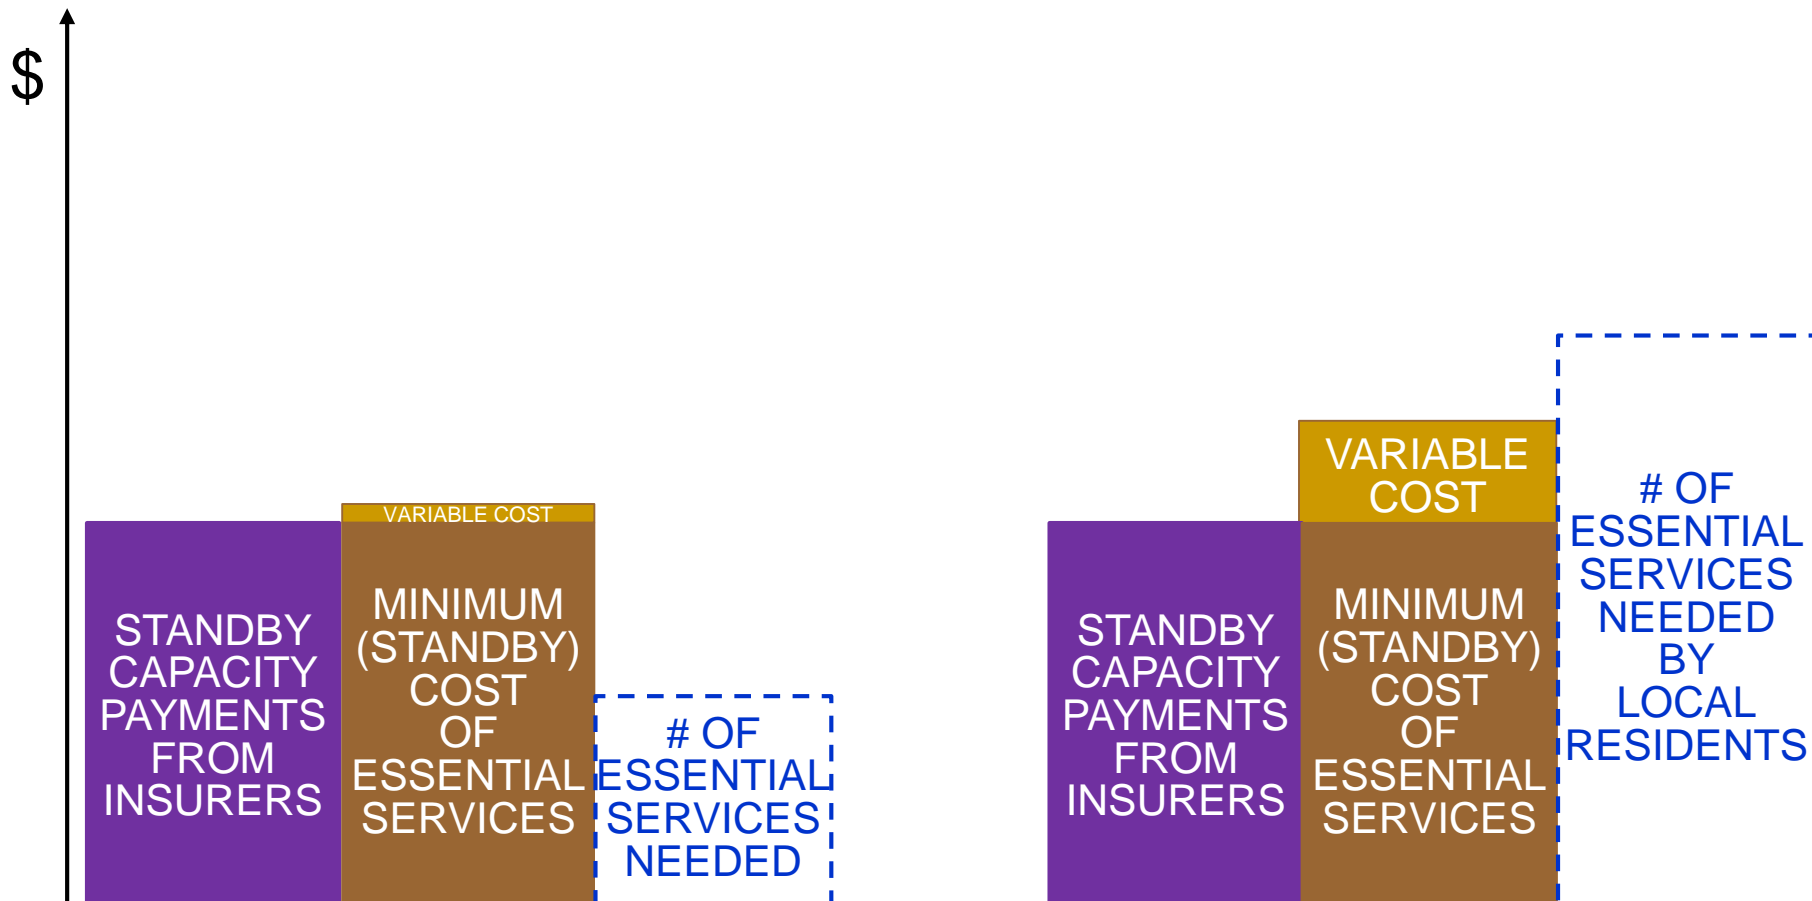 $
STANDBY
CAPACITY
PAYMENTS
FROM
INSURERS
VARIABLE COST
MINIMUM
(STANDBY)
COST
OF
ESSENTIAL
SERVICES
# OF
ESSENTIAL
SERVICES
NEEDED
STANDBY
CAPACITY
PAYMENTS
FROM
INSURERS
VARIABLE
COST
MINIMUM
(STANDBY)
COST
OF
ESSENTIAL
SERVICES
# OF
ESSENTIAL
SERVICES
NEEDED
BY
LOCAL
RESIDENTS